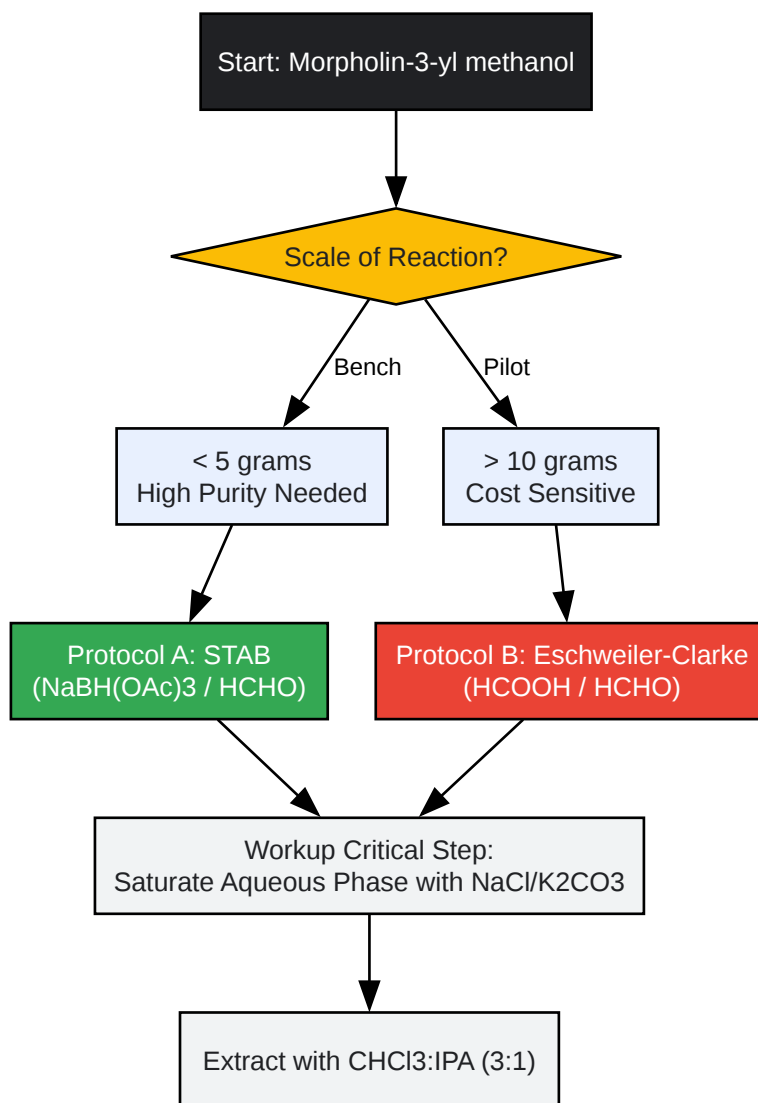 Start: Morpholin-3-yl methanol
Scale of Reaction?
Bench
Pilot
< 5 grams
High Purity Needed
> 10 grams
Cost Sensitive
Protocol A: STAB
(NaBH(OAc)3 / HCHO)
Protocol B: Eschweiler-Clarke
(HCOOH / HCHO)
Workup Critical Step:
Saturate Aqueous Phase with NaCl/K2CO3
Extract with CHCl3:IPA (3:1)